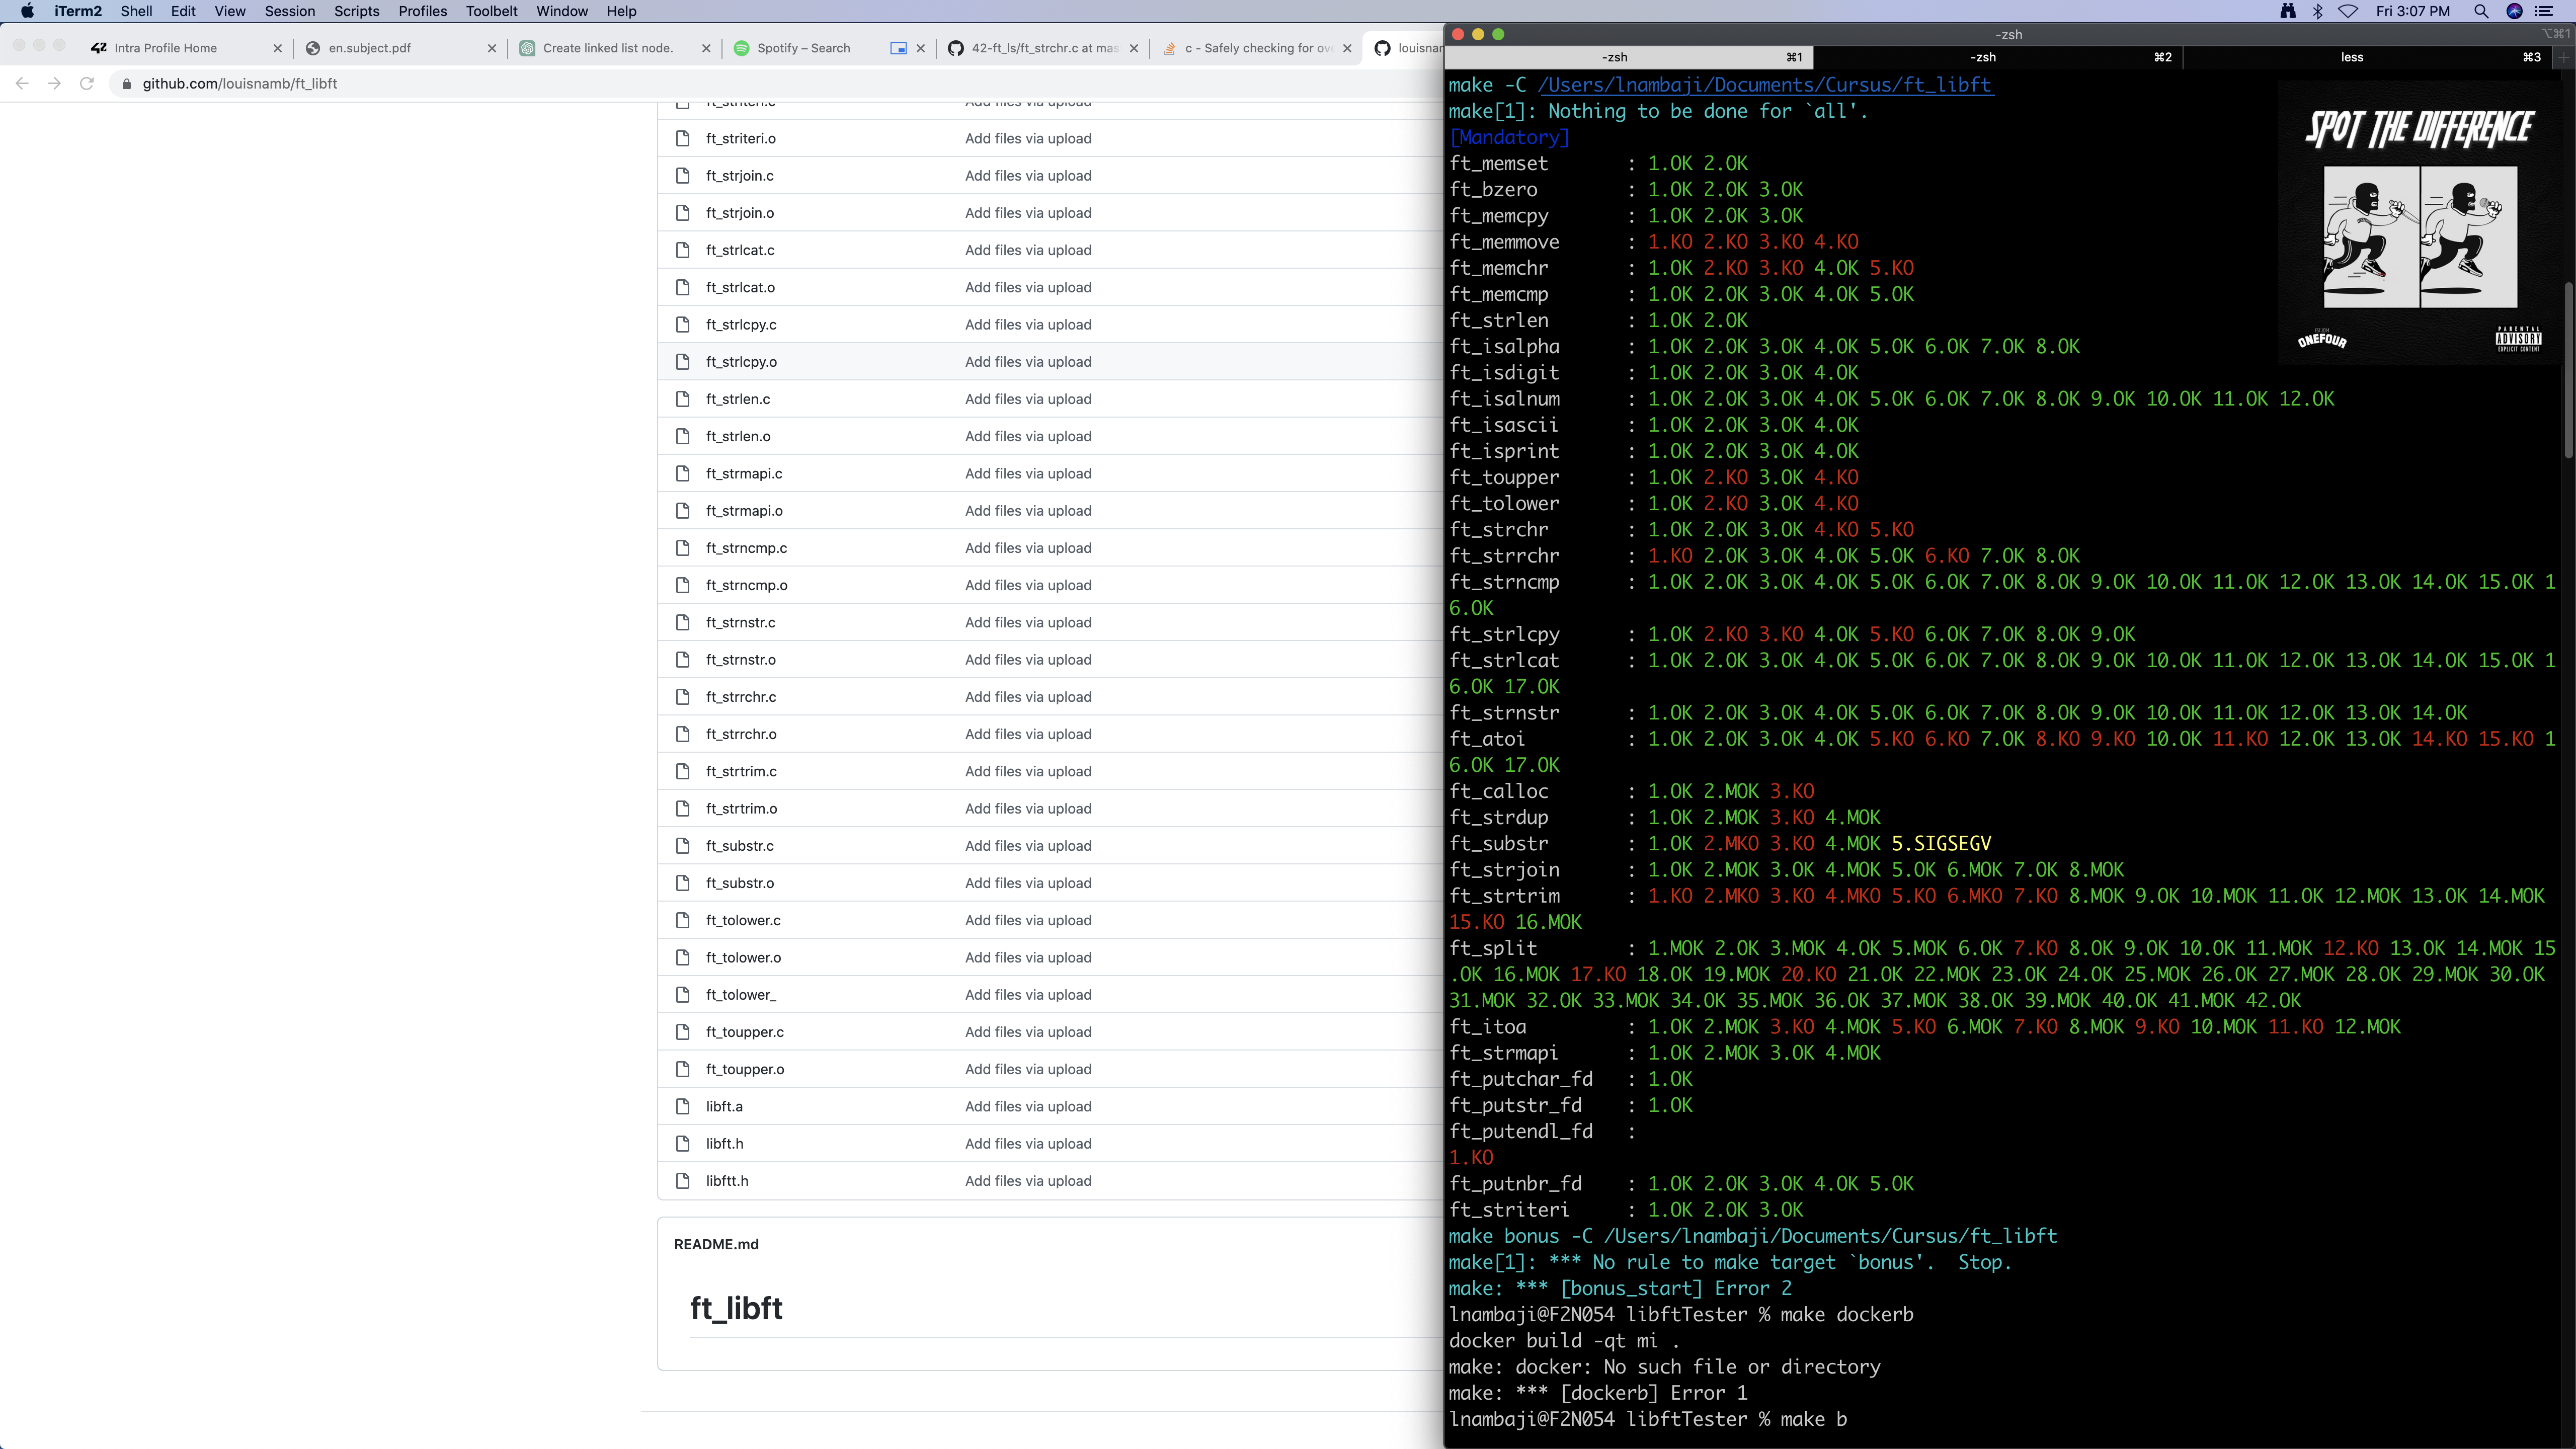 iTerm2 Shell Edit View Session Scripts Profiles Toolbelt Window Help
Fri 3:07 PM
Intra Profile Home
en.subject.pdf
Create linked list node.
Spotify – Search
42-ft_ls/ft_strchr.c at mas
c - Safely checking for ove
louisnam
github.com/louisnamb/ft_libft
ft_striteri.c Add files via upload
ft_striteri.o Add files via upload
ft_strjoin.c Add files via upload
ft_strjoin.o Add files via upload
ft_strlcat.c Add files via upload
ft_strlcat.o Add files via upload
ft_strlcpy.c Add files via upload
ft_strlcpy.o Add files via upload
ft_strlen.c Add files via upload
ft_strlen.o Add files via upload
ft_strmapi.c Add files via upload
ft_strmapi.o Add files via upload
ft_strncmp.c Add files via upload
ft_strncmp.o Add files via upload
ft_strnstr.c Add files via upload
ft_strnstr.o Add files via upload
ft_strrchr.c Add files via upload
ft_strrchr.o Add files via upload
ft_strtrim.c Add files via upload
ft_strtrim.o Add files via upload
ft_substr.c Add files via upload
ft_substr.o Add files via upload
ft_tolower.c Add files via upload
ft_tolower.o Add files via upload
ft_tolower_ Add files via upload
ft_toupper.c Add files via upload
ft_toupper.o Add files via upload
libft.a Add files via upload
libft.h Add files via upload
libftt.h Add files via upload
README.md
ft_libft
-zsh
⌥⌘1
-zsh ⌘1
-zsh ⌘2
less ⌘3
make -C /Users/lnambaji/Documents/Cursus/ft_libft
make[1]: Nothing to be done for `all'.
[Mandatory]
ft_memset : 1.OK 2.OK
ft_bzero : 1.OK 2.OK 3.OK
ft_memcpy : 1.OK 2.OK 3.OK
ft_memmove : 1.KO 2.KO 3.KO 4.KO
ft_memchr : 1.OK 2.KO 3.KO 4.OK 5.KO
ft_memcmp : 1.OK 2.OK 3.OK 4.OK 5.OK
ft_strlen : 1.OK 2.OK
ft_isalpha : 1.OK 2.OK 3.OK 4.OK 5.OK 6.OK 7.OK 8.OK
ft_isdigit : 1.OK 2.OK 3.OK 4.OK
ft_isalnum : 1.OK 2.OK 3.OK 4.OK 5.OK 6.OK 7.OK 8.OK 9.OK 10.OK 11.OK 12.OK
ft_isascii : 1.OK 2.OK 3.OK 4.OK
ft_isprint : 1.OK 2.OK 3.OK 4.OK
ft_toupper : 1.OK 2.KO 3.OK 4.KO
ft_tolower : 1.OK 2.KO 3.OK 4.KO
ft_strchr : 1.OK 2.OK 3.OK 4.KO 5.KO
ft_strrchr : 1.KO 2.OK 3.OK 4.OK 5.OK 6.KO 7.OK 8.OK
ft_strncmp : 1.OK 2.OK 3.OK 4.OK 5.OK 6.OK 7.OK 8.OK 9.OK 10.OK 11.OK 12.OK 13.OK 14.OK 15.OK 1
6.OK
ft_strlcpy : 1.OK 2.KO 3.KO 4.OK 5.KO 6.OK 7.OK 8.OK 9.OK
ft_strlcat : 1.OK 2.OK 3.OK 4.OK 5.OK 6.OK 7.OK 8.OK 9.OK 10.OK 11.OK 12.OK 13.OK 14.OK 15.OK 1
6.OK 17.OK
ft_strnstr : 1.OK 2.OK 3.OK 4.OK 5.OK 6.OK 7.OK 8.OK 9.OK 10.OK 11.OK 12.OK 13.OK 14.OK
ft_atoi : 1.OK 2.OK 3.OK 4.OK 5.KO 6.KO 7.OK 8.KO 9.KO 10.OK 11.KO 12.OK 13.OK 14.KO 15.KO 1
6.OK 17.OK
ft_calloc : 1.OK 2.MOK 3.KO
ft_strdup : 1.OK 2.MOK 3.KO 4.MOK
ft_substr : 1.OK 2.MKO 3.KO 4.MOK 5.SIGSEGV
ft_strjoin : 1.OK 2.MOK 3.OK 4.MOK 5.OK 6.MOK 7.OK 8.MOK
ft_strtrim : 1.KO 2.MKO 3.KO 4.MKO 5.KO 6.MKO 7.KO 8.MOK 9.OK 10.MOK 11.OK 12.MOK 13.OK 14.MOK
15.KO 16.MOK
ft_split : 1.MOK 2.OK 3.MOK 4.OK 5.MOK 6.OK 7.KO 8.OK 9.OK 10.OK 11.MOK 12.KO 13.OK 14.MOK 15
.OK 16.MOK 17.KO 18.OK 19.MOK 20.KO 21.OK 22.MOK 23.OK 24.OK 25.MOK 26.OK 27.MOK 28.OK 29.MOK 30.OK
31.MOK 32.OK 33.MOK 34.OK 35.MOK 36.OK 37.MOK 38.OK 39.MOK 40.OK 41.MOK 42.OK
ft_itoa : 1.OK 2.MOK 3.KO 4.MOK 5.KO 6.MOK 7.KO 8.MOK 9.KO 10.MOK 11.KO 12.MOK
ft_strmapi : 1.OK 2.MOK 3.OK 4.MOK
ft_putchar_fd : 1.OK
ft_putstr_fd : 1.OK
ft_putendl_fd :
1.KO
ft_putnbr_fd : 1.OK 2.OK 3.OK 4.OK 5.OK
ft_striteri : 1.OK 2.OK 3.OK
make bonus -C /Users/lnambaji/Documents/Cursus/ft_libft
make[1]: *** No rule to make target `bonus'.  Stop.
make: *** [bonus_start] Error 2
lnambaji@F2N054 libftTester % make dockerb
docker build -qt mi .
make: docker: No such file or directory
make: *** [dockerb] Error 1
lnambaji@F2N054 libftTester % make b
SPOT THE DIFFERENCE
ONEFOUR
PARENTAL
ADVISORY
EXPLICIT CONTENT